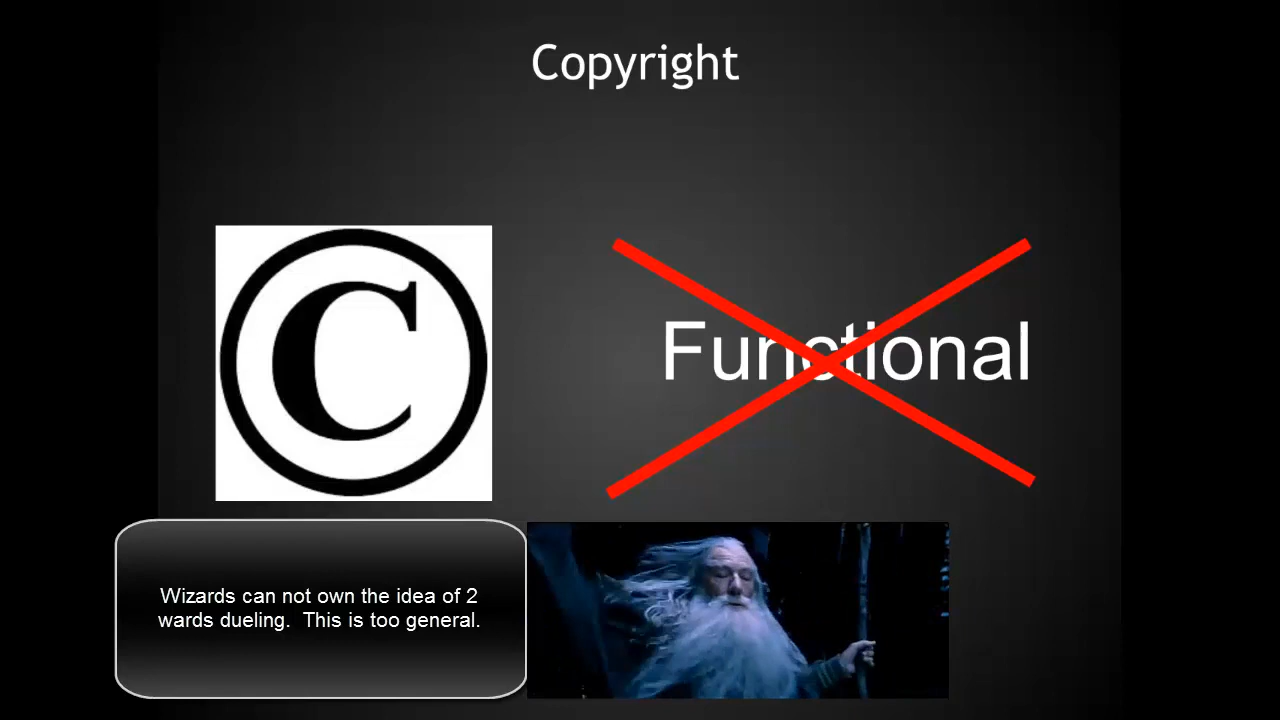 Copyright
C
Functional
Wizards can not own the idea of 2
wards dueling.  This is too general.